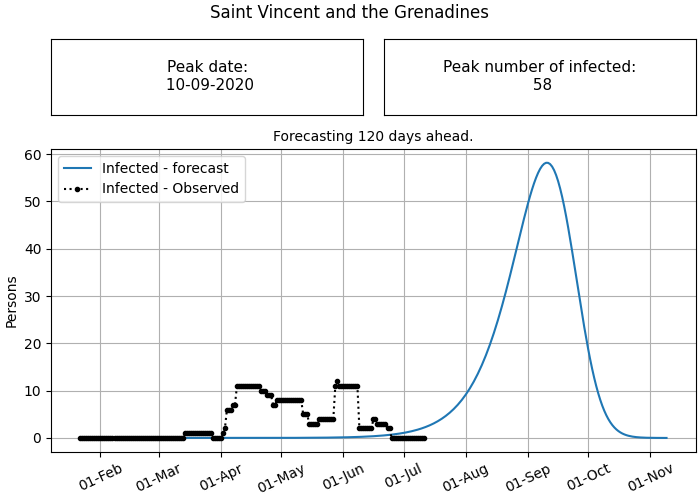 Saint Vincent and the Grenadines
Peak date:
10-09-2020
Peak number of infected:
58
Forecasting 120 days ahead.
Infected - forecast
Infected - Observed
Persons
60
50
40
30
20
10
0
01-Feb
01-Mar
01-Apr
01-May
01-Jun
01-Jul
01-Aug
01-Sep
01-Oct
01-Nov